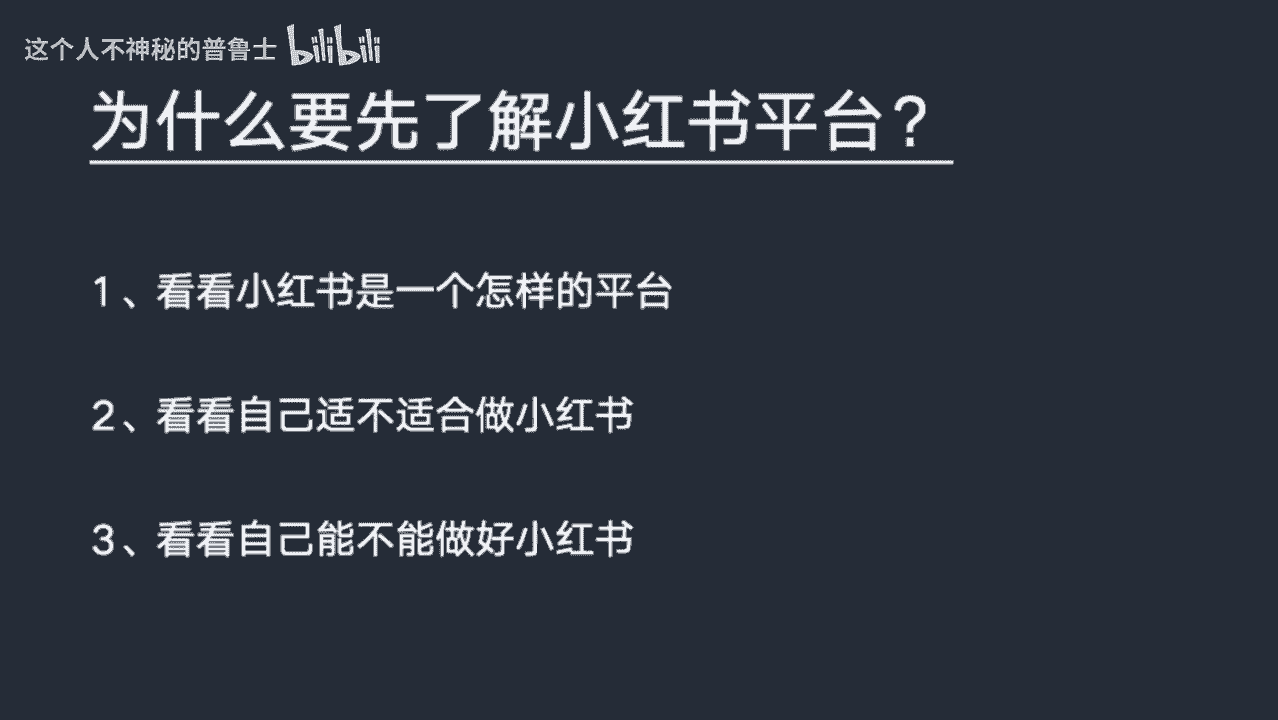 这个人不神秘的普鲁士 bilibili
为什么要先了解小红书平台？
1、看看小红书是一个怎样的平台
2、看看自己适不适合做小红书
3、看看自己能不能做好小红书